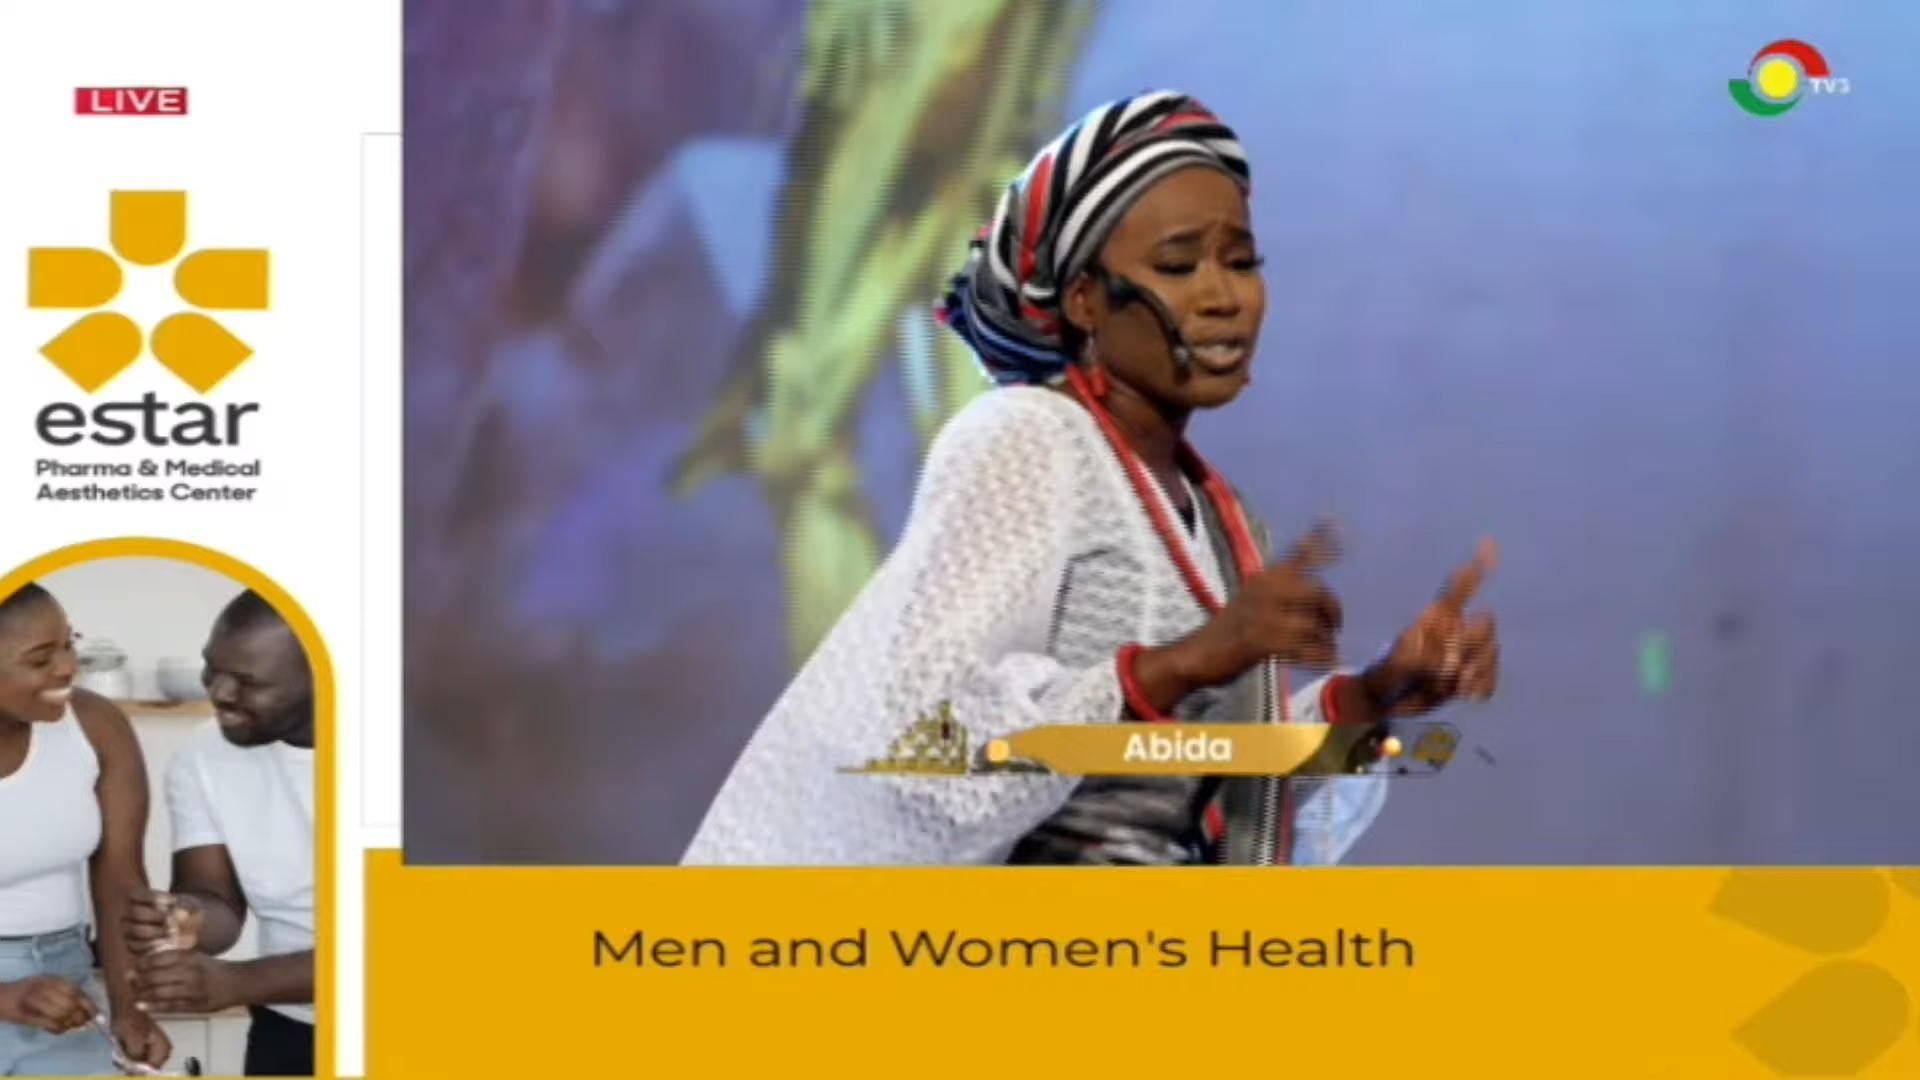 LIVE
TV3
estar
Pharma & Medical
Aesthetics Center
Abida
Men and Women's Health